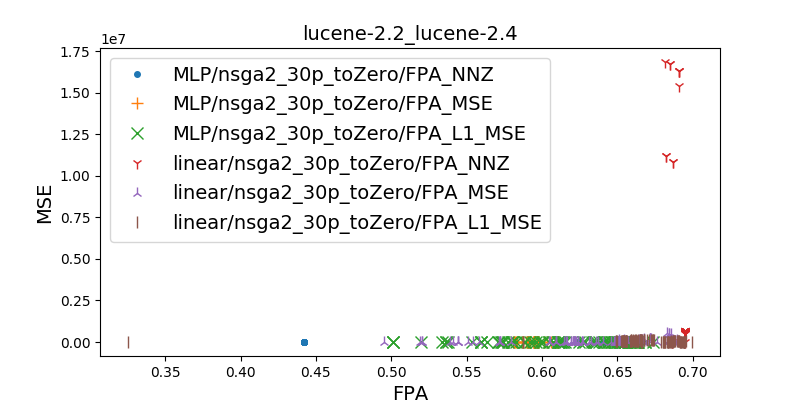 lucene-2.2_lucene-2.4
1e7
1.75
1.50
1.25
1.00
0.75
0.50
0.25
0.00
MSE
MLP/nsga2_30p_toZero/FPA_NNZ
MLP/nsga2_30p_toZero/FPA_MSE
MLP/nsga2_30p_toZero/FPA_L1_MSE
linear/nsga2_30p_toZero/FPA_NNZ
linear/nsga2_30p_toZero/FPA_MSE
linear/nsga2_30p_toZero/FPA_L1_MSE
0.35 0.40 0.45 0.50 0.55 0.60 0.65 0.70
FPA